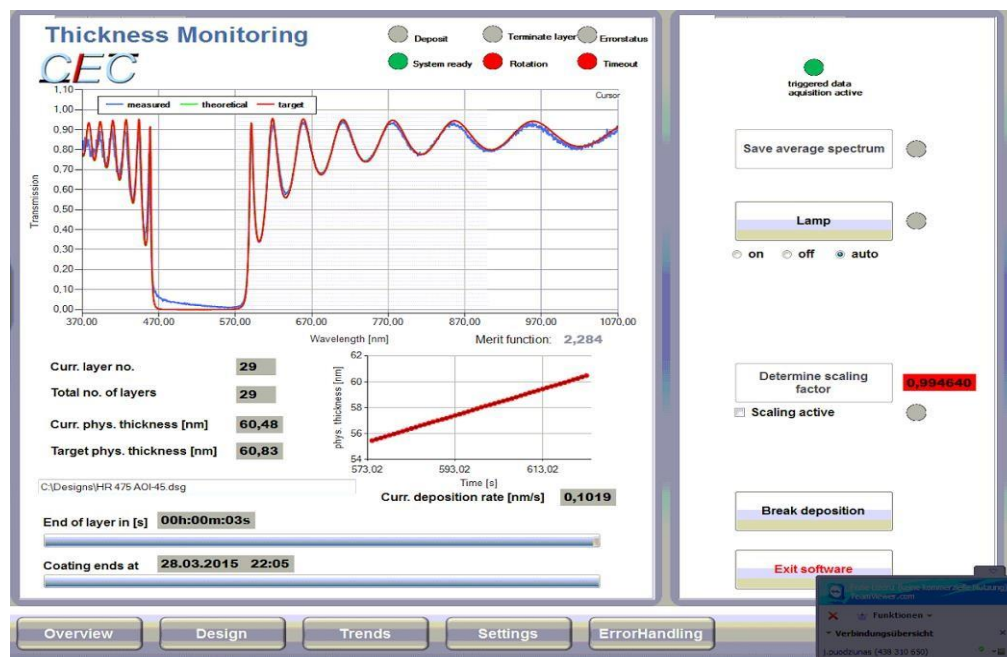 Thickness Monitoring
CEC
Deposit
Terminate layer
Errorstatus
System ready
Rotation
Timeout
Cursor
measured
theoretical
target
Transmission
1,10
1,00
0,90
0,80
0,70
0,60
0,50
0,40
0,30
0,20
0,10
0,00
370,00 470,00 570,00 670,00 770,00 870,00 970,00 1070,00
Wavelength [nm]
Merit function: 2,284
Curr. layer no. 29
Total no. of layers 29
Curr. phys. thickness [nm] 60,48
Target phys. thickness [nm] 60,83
phys. thickness [nm]
62
60
58
56
54
573,02 593,02 613,02
Time [s]
C:\Designs\HR 475 AOI-45.dsg
Curr. deposition rate [nm/s] 0,1019
End of layer in [s] 00h:00m:03s
Coating ends at 28.03.2015 22:05
triggered data
aquisition active
Save average spectrum
Lamp
on off auto
Determine scaling
factor
0,994640
Scaling active
Break deposition
Exit software
TeamViewer.com
Funktionen
Verbindungsübersicht
(438 310 650)
Overview
Design
Trends
Settings
ErrorHandling